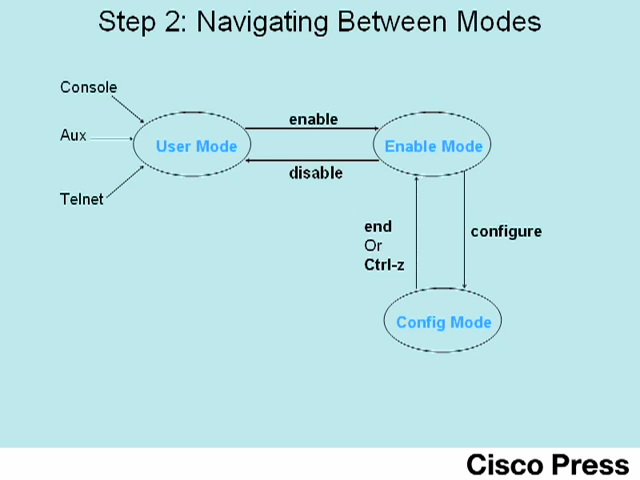 Step 2: Navigating Between Modes
Console
Aux
Telnet
User Mode
enable
disable
Enable Mode
end
Or
Ctrl-z
configure
Config Mode
Cisco Press